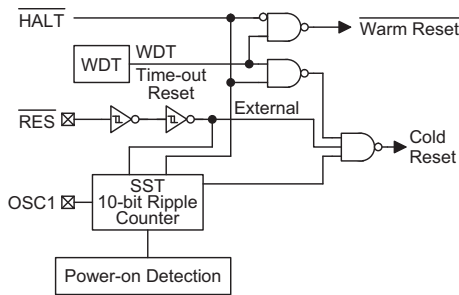 HALT
Warm Reset
WDT
WDT
Time-out
Reset
RES
External
Cold
Reset
OSC1
SST
10-bit Ripple
Counter
Power-on Detection